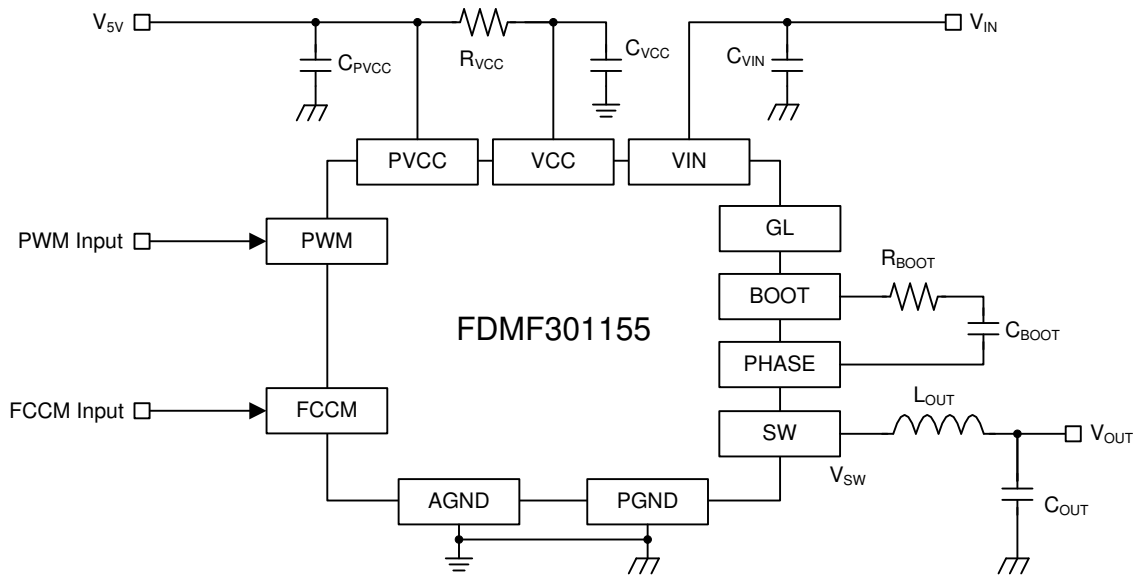 V5V
RVCC
CPVCC
CVCC
CVIN
VIN
PVCC
VCC
VIN
PWM Input
PWM
GL
BOOT
RBOOT
CBOOT
FDMF301155
PHASE
FCCM Input
FCCM
SW
LOUT
VOUT
VSW
COUT
AGND
PGND